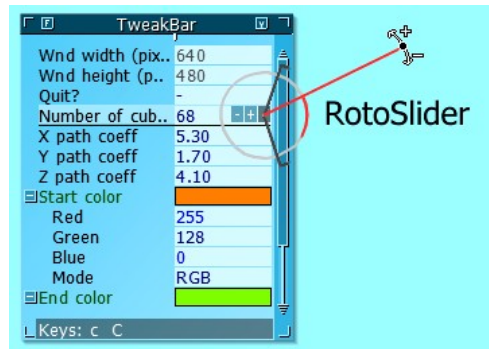 F TweakBar v
Wnd width (pix.. 640
Wnd height (p.. 480
Quit? -
Number of cub.. 68 - +
X path coeff 5.30
Y path coeff 1.70
Z path coeff 4.10
Start color
Red 255
Green 128
Blue 0
Mode RGB
End color
Keys: c C
+
-
RotoSlider